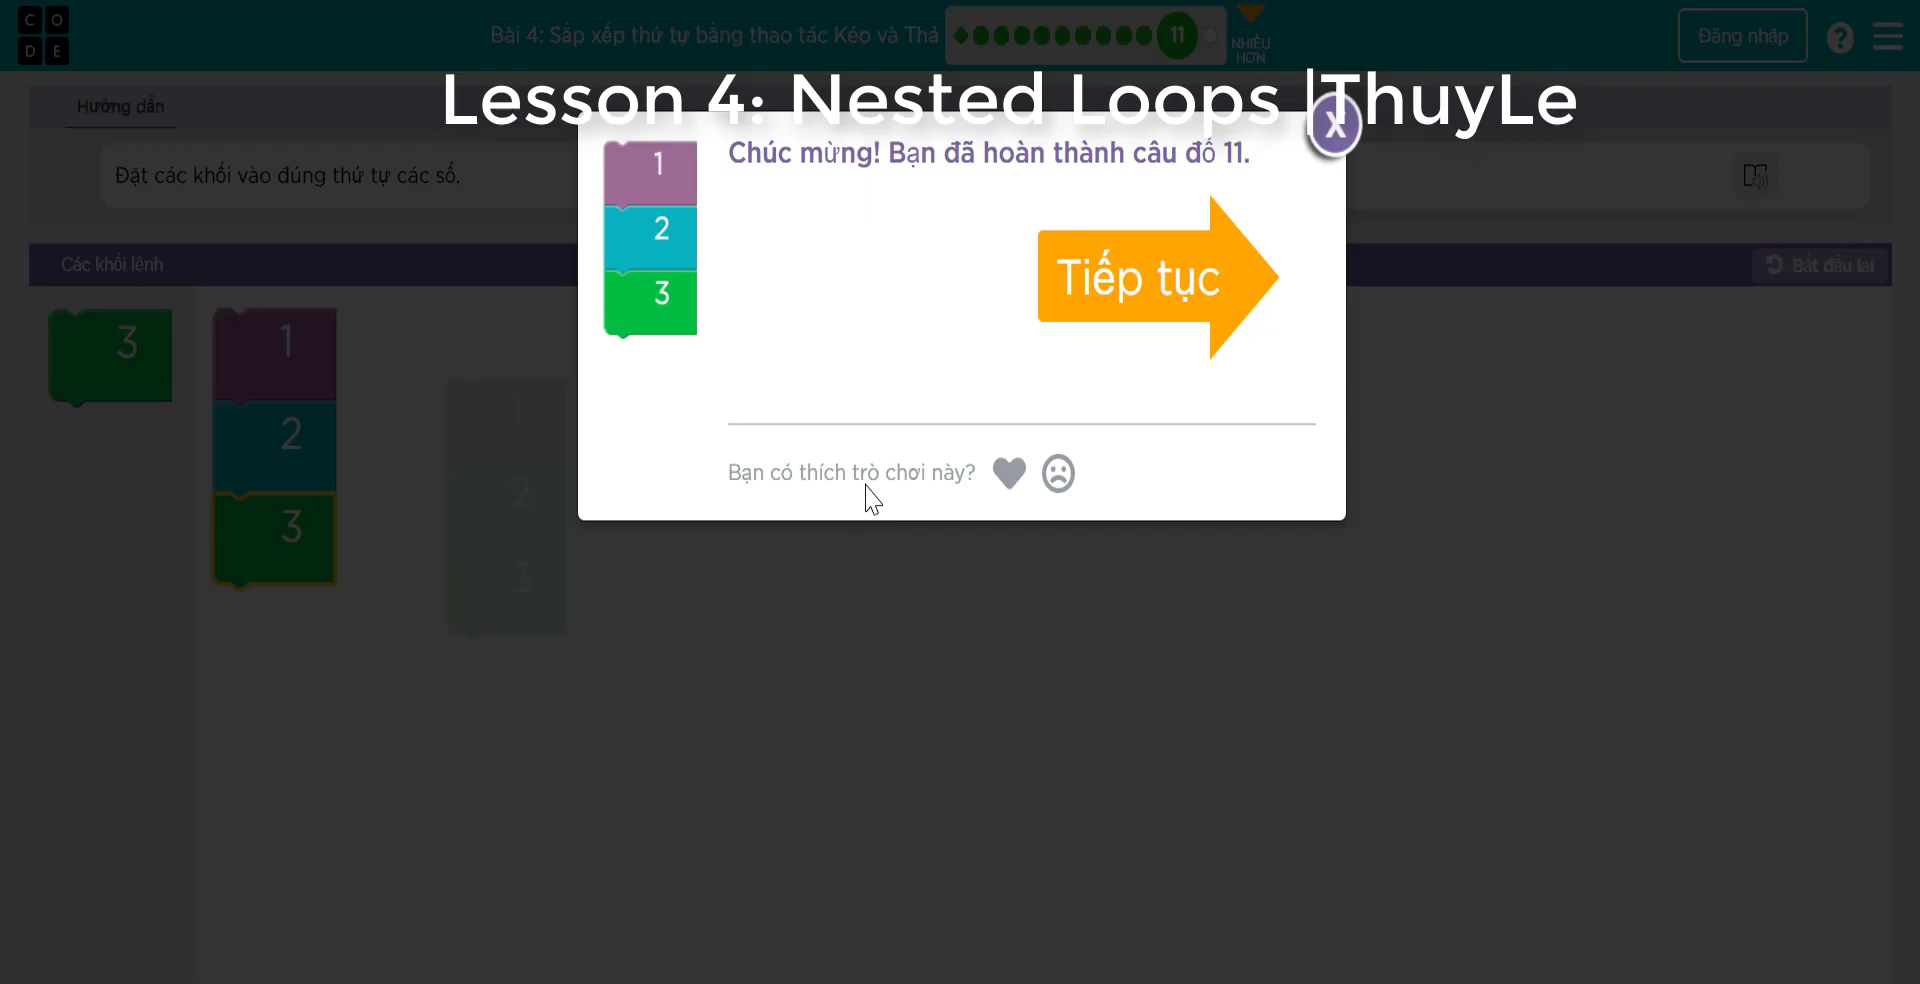 C O
D E
Bài 4: Sắp xếp thứ tự bằng thao tác Kéo và Thả
11
NHIỀU
HƠN
Đăng nhập
?
Lesson 4: Nested Loops |ThuyLe
Hướng dẫn
X
Đặt các khối vào đúng thứ tự các số.
Chúc mừng! Bạn đã hoàn thành câu đố 11.
1
2
3
Tiếp tục
Các khối lệnh
Bắt đầu lại
3
1
2
3
1
2
3
Bạn có thích trò chơi này?